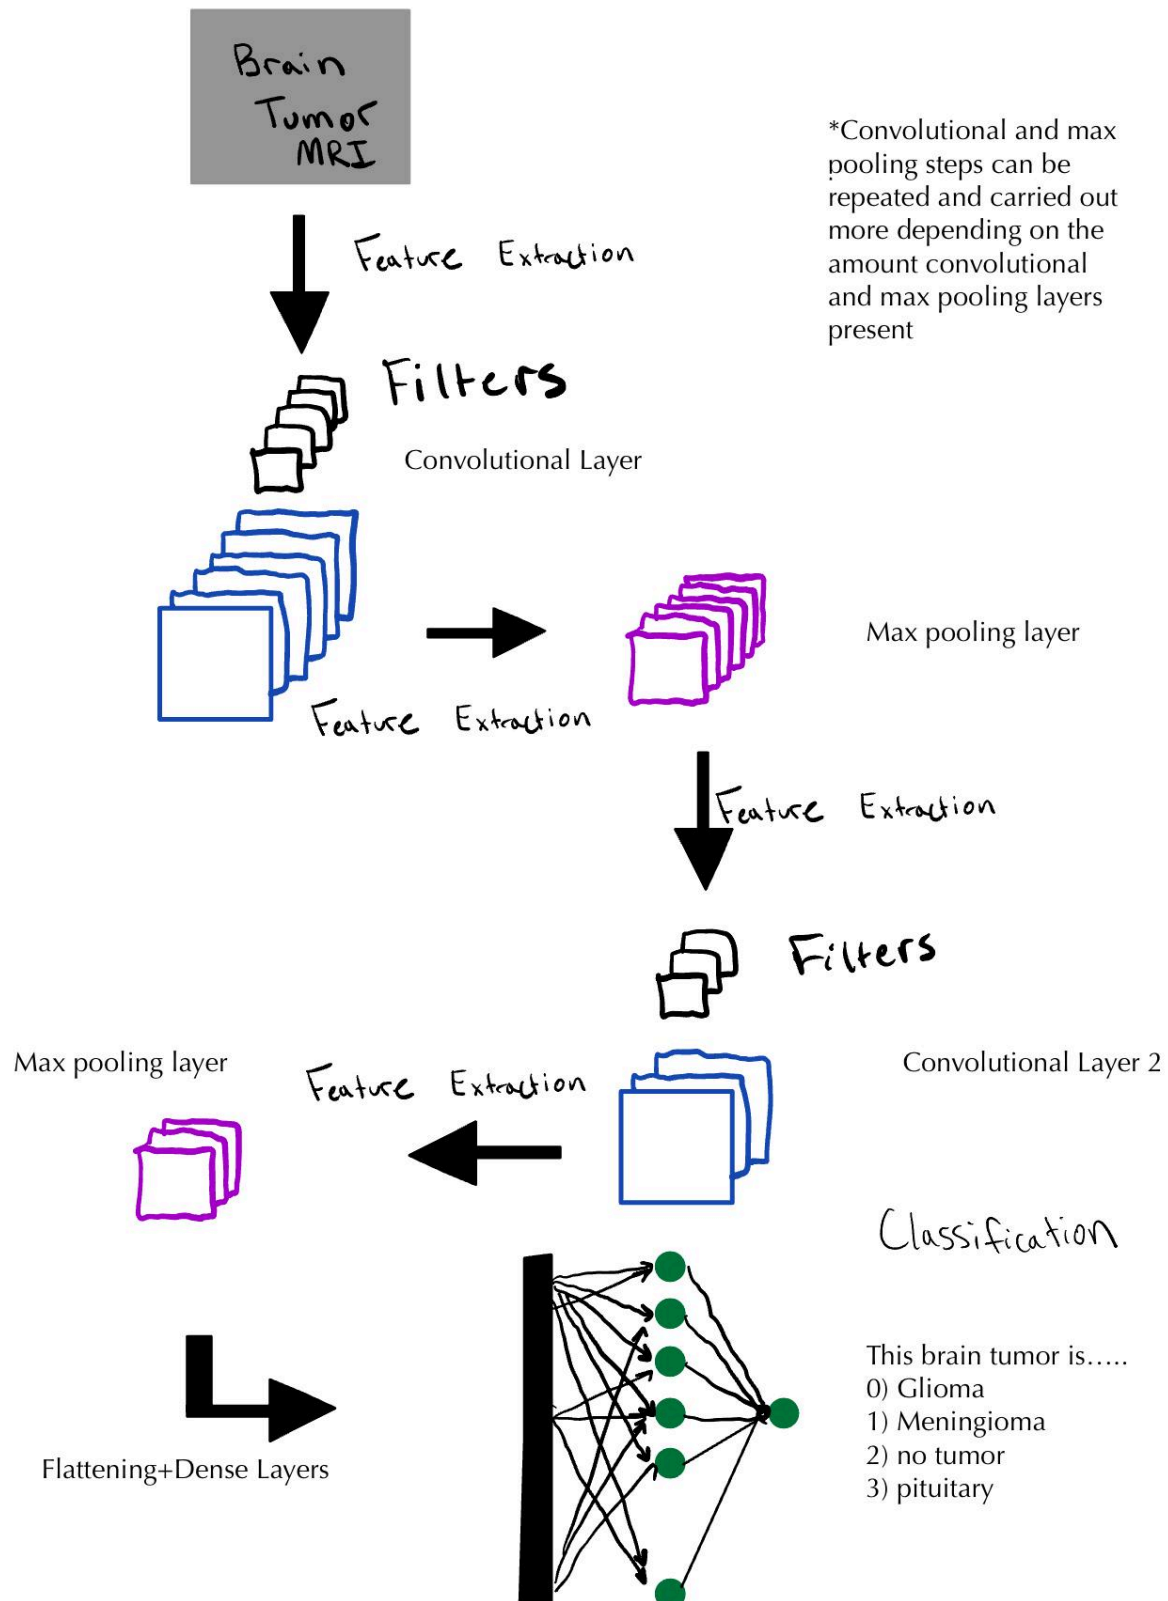 Brain
Tumor
MRI
*Convolutional and max
pooling steps can be
repeated and carried out
more depending on the
amount convolutional
and max pooling layers
present
Feature Extraction
Filters
Convolutional Layer
Max pooling layer
Feature Extraction
Feature Extraction
Filters
Max pooling layer
Feature Extraction
Convolutional Layer 2
Classification
This brain tumor is.....
0) Glioma
1) Meningioma
2) no tumor
3) pituitary
Flattening+Dense Layers